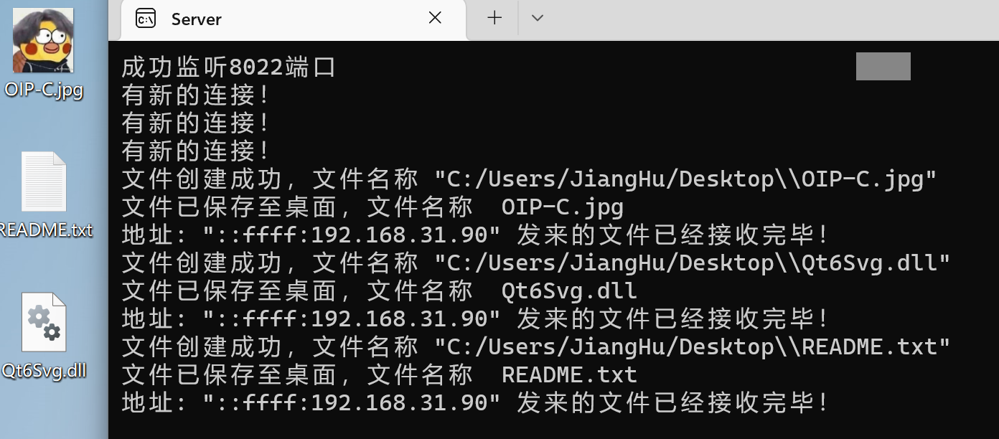 OIP-C.jpg
README.txt
Qt6Svg.dll
Server
成功监听8022端口
有新的连接！
有新的连接！
有新的连接！
文件创建成功，文件名称 "C:/Users/JiangHu/Desktop\\OIP-C.jpg"
文件已保存至桌面，文件名称  OIP-C.jpg
地址： "::ffff:192.168.31.90" 发来的文件已经接收完毕！
文件创建成功，文件名称 "C:/Users/JiangHu/Desktop\\Qt6Svg.dll"
文件已保存至桌面，文件名称  Qt6Svg.dll
地址： "::ffff:192.168.31.90" 发来的文件已经接收完毕！
文件创建成功，文件名称 "C:/Users/JiangHu/Desktop\\README.txt"
文件已保存至桌面，文件名称  README.txt
地址： "::ffff:192.168.31.90" 发来的文件已经接收完毕！